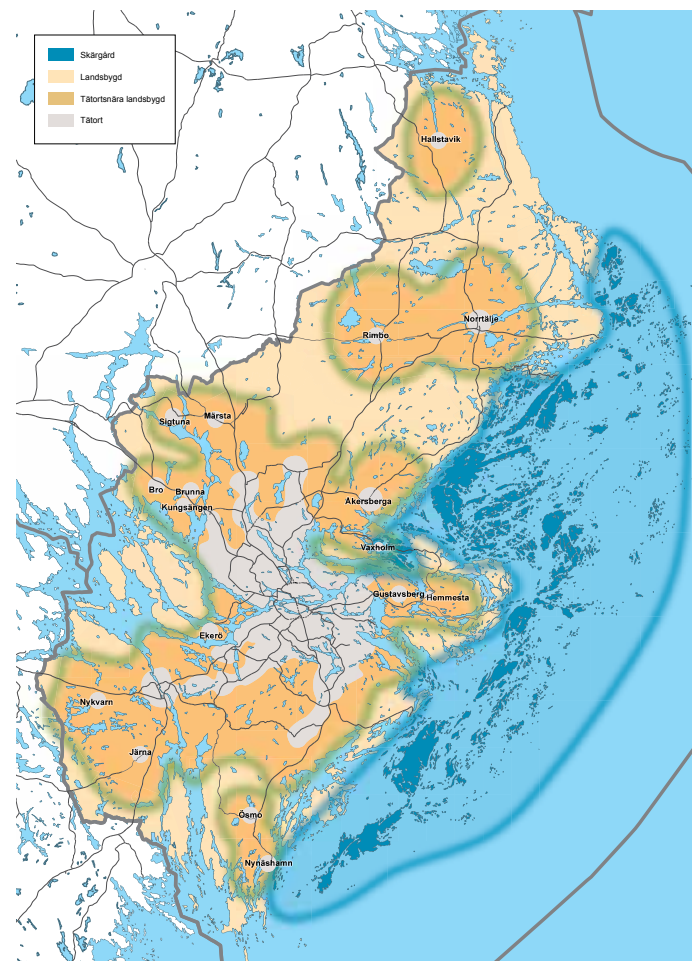 Skärgård
Landsbygd
Tätortsnära landsbygd
Tätort
Hallstavik
Norrtälje
Rimbo
Märsta
Sigtuna
Bro
Brunna
Kungsängen
Åkersberga
Vaxholm
Gustavsberg
Hemmesta
Ekerö
Nykvarn
Järna
Ösmo
Nynäshamn